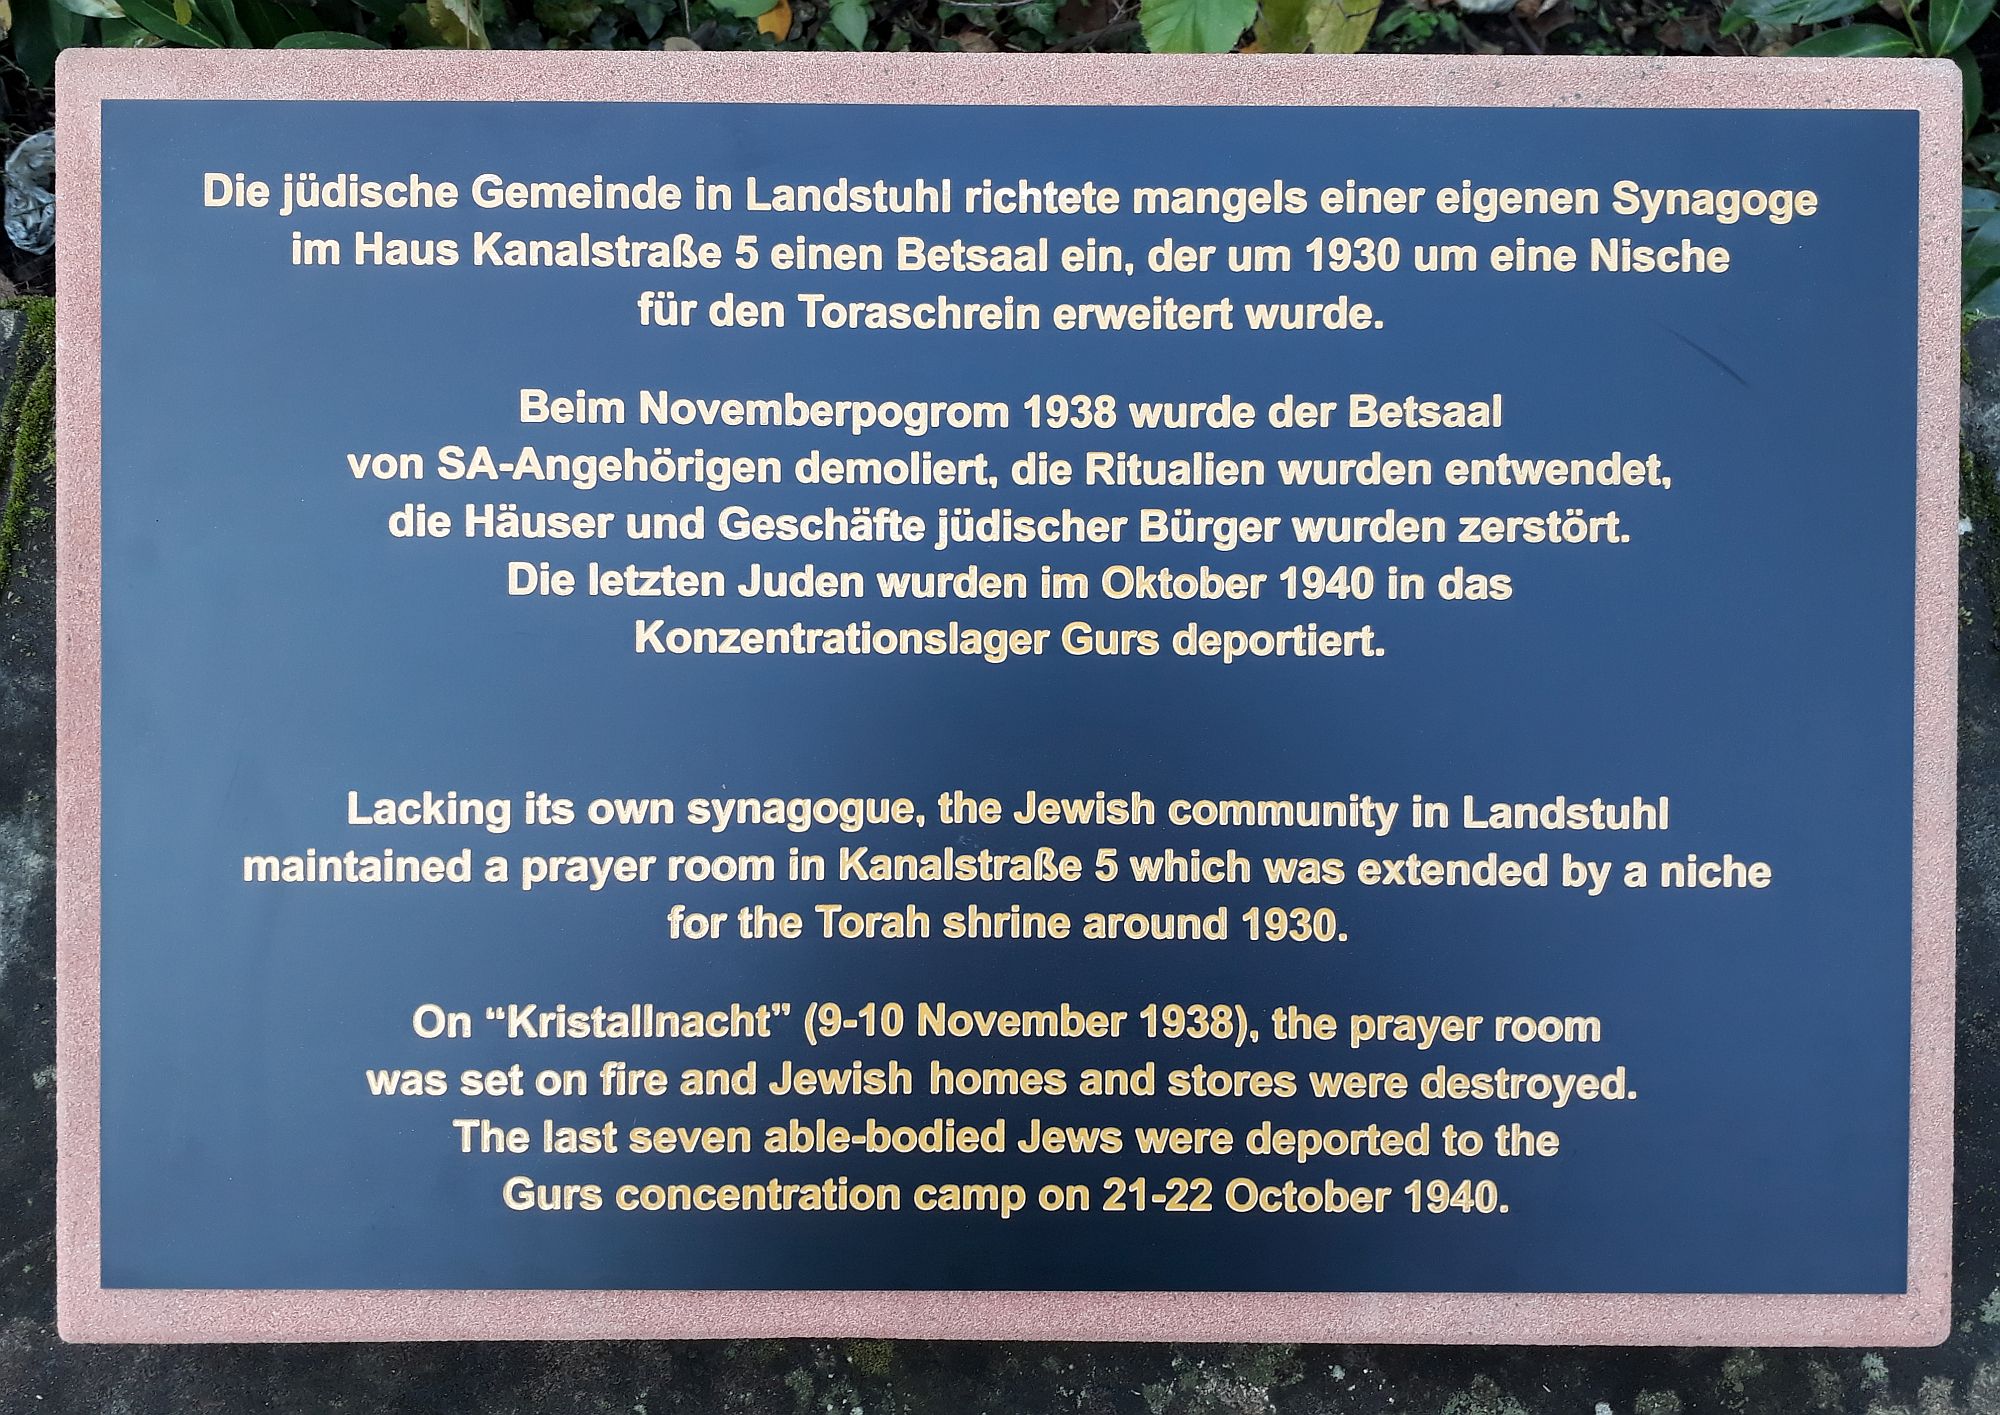 Die jüdische Gemeinde in Landstuhl richtete mangels einer eigenen Synagoge
im Haus Kanalstraße 5 einen Betsaal ein, der um 1930 um eine Nische
für den Toraschrein erweitert wurde.
Beim Novemberpogrom 1938 wurde der Betsaal
von SA-Angehörigen demoliert, die Ritualien wurden entwendet,
die Häuser und Geschäfte jüdischer Bürger wurden zerstört.
Die letzten Juden wurden im Oktober 1940 in das
Konzentrationslager Gurs deportiert.
Lacking its own synagogue, the Jewish community in Landstuhl
maintained a prayer room in Kanalstraße 5 which was extended by a niche
for the Torah shrine around 1930.
On “Kristallnacht” (9-10 November 1938), the prayer room
was set on fire and Jewish homes and stores were destroyed.
The last seven able-bodied Jews were deported to the
Gurs concentration camp on 21-22 October 1940.